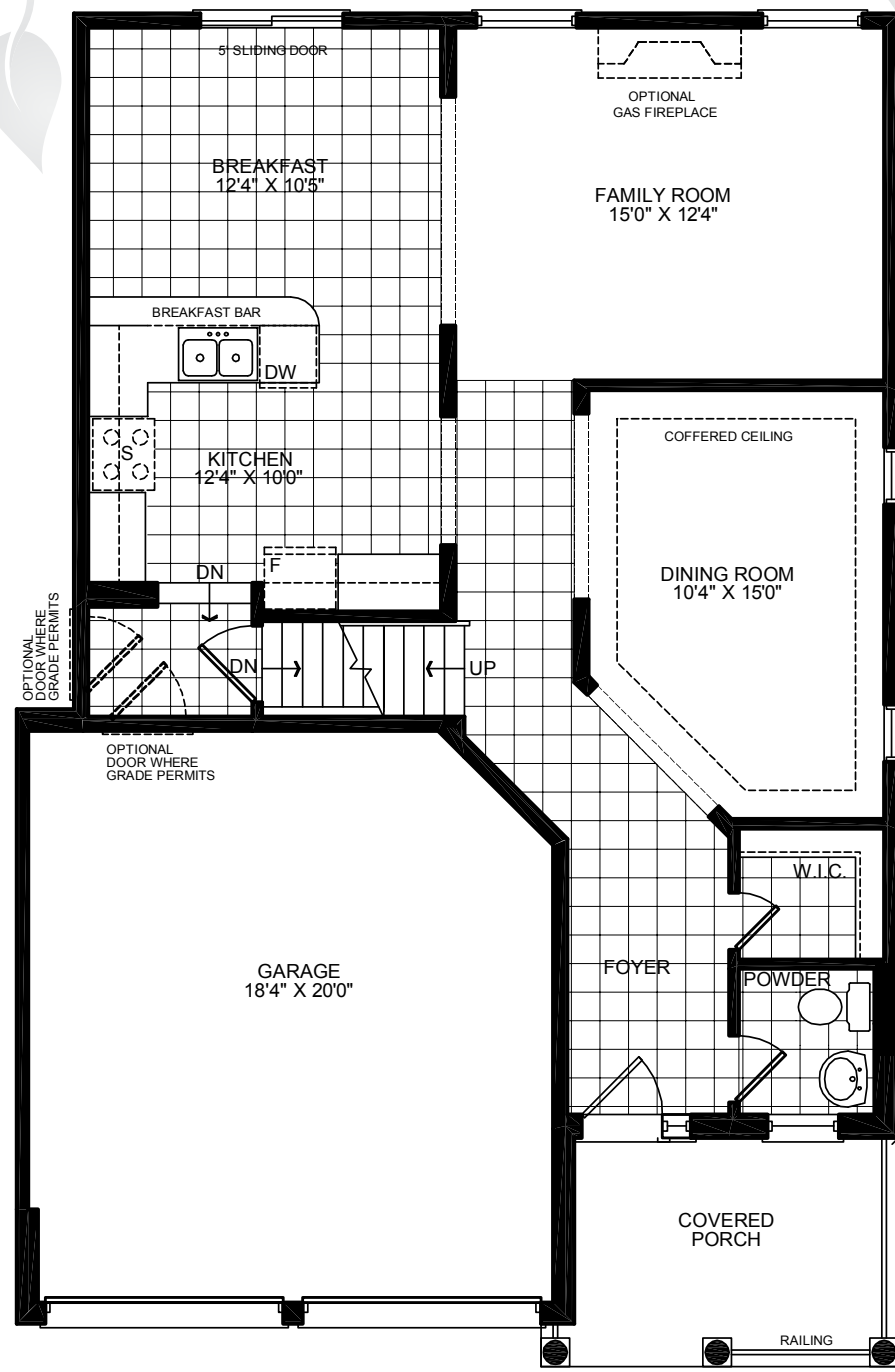 5' SLIDING DOOR
OPTIONAL
GAS FIREPLACE
BREAKFAST
12'4" X 10'5"
FAMILY ROOM
15'0" X 12'4"
BREAKFAST BAR
DW
COFFERED CEILING
S
KITCHEN
12'4" X 10'0"
F
DN
DINING ROOM
10'4" X 15'0"
OPTIONAL
DOOR WHERE
GRADE PERMITS
DN
UP
OPTIONAL
DOOR WHERE
GRADE PERMITS
W.I.C.
GARAGE
18'4" X 20'0"
FOYER
POWDER
COVERED
PORCH
RAILING